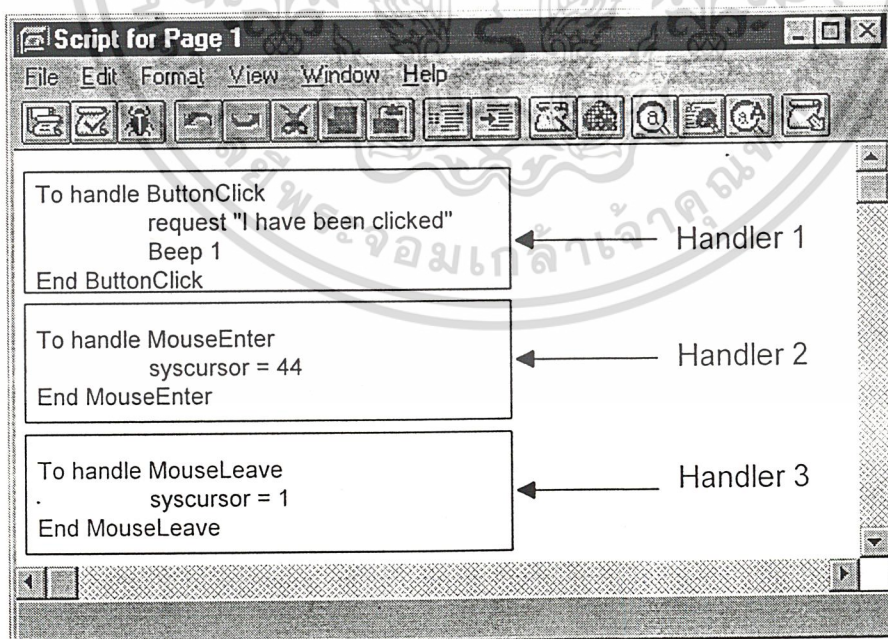 Script for Page 1
File Edit Format View Window Help
To handle ButtonClick
request "I have been clicked"
Beep 1
End ButtonClick
Handler 1
To handle MouseEnter
syscursor = 44
End MouseEnter
Handler 2
To handle MouseLeave
syscursor = 1
End MouseLeave
Handler 3